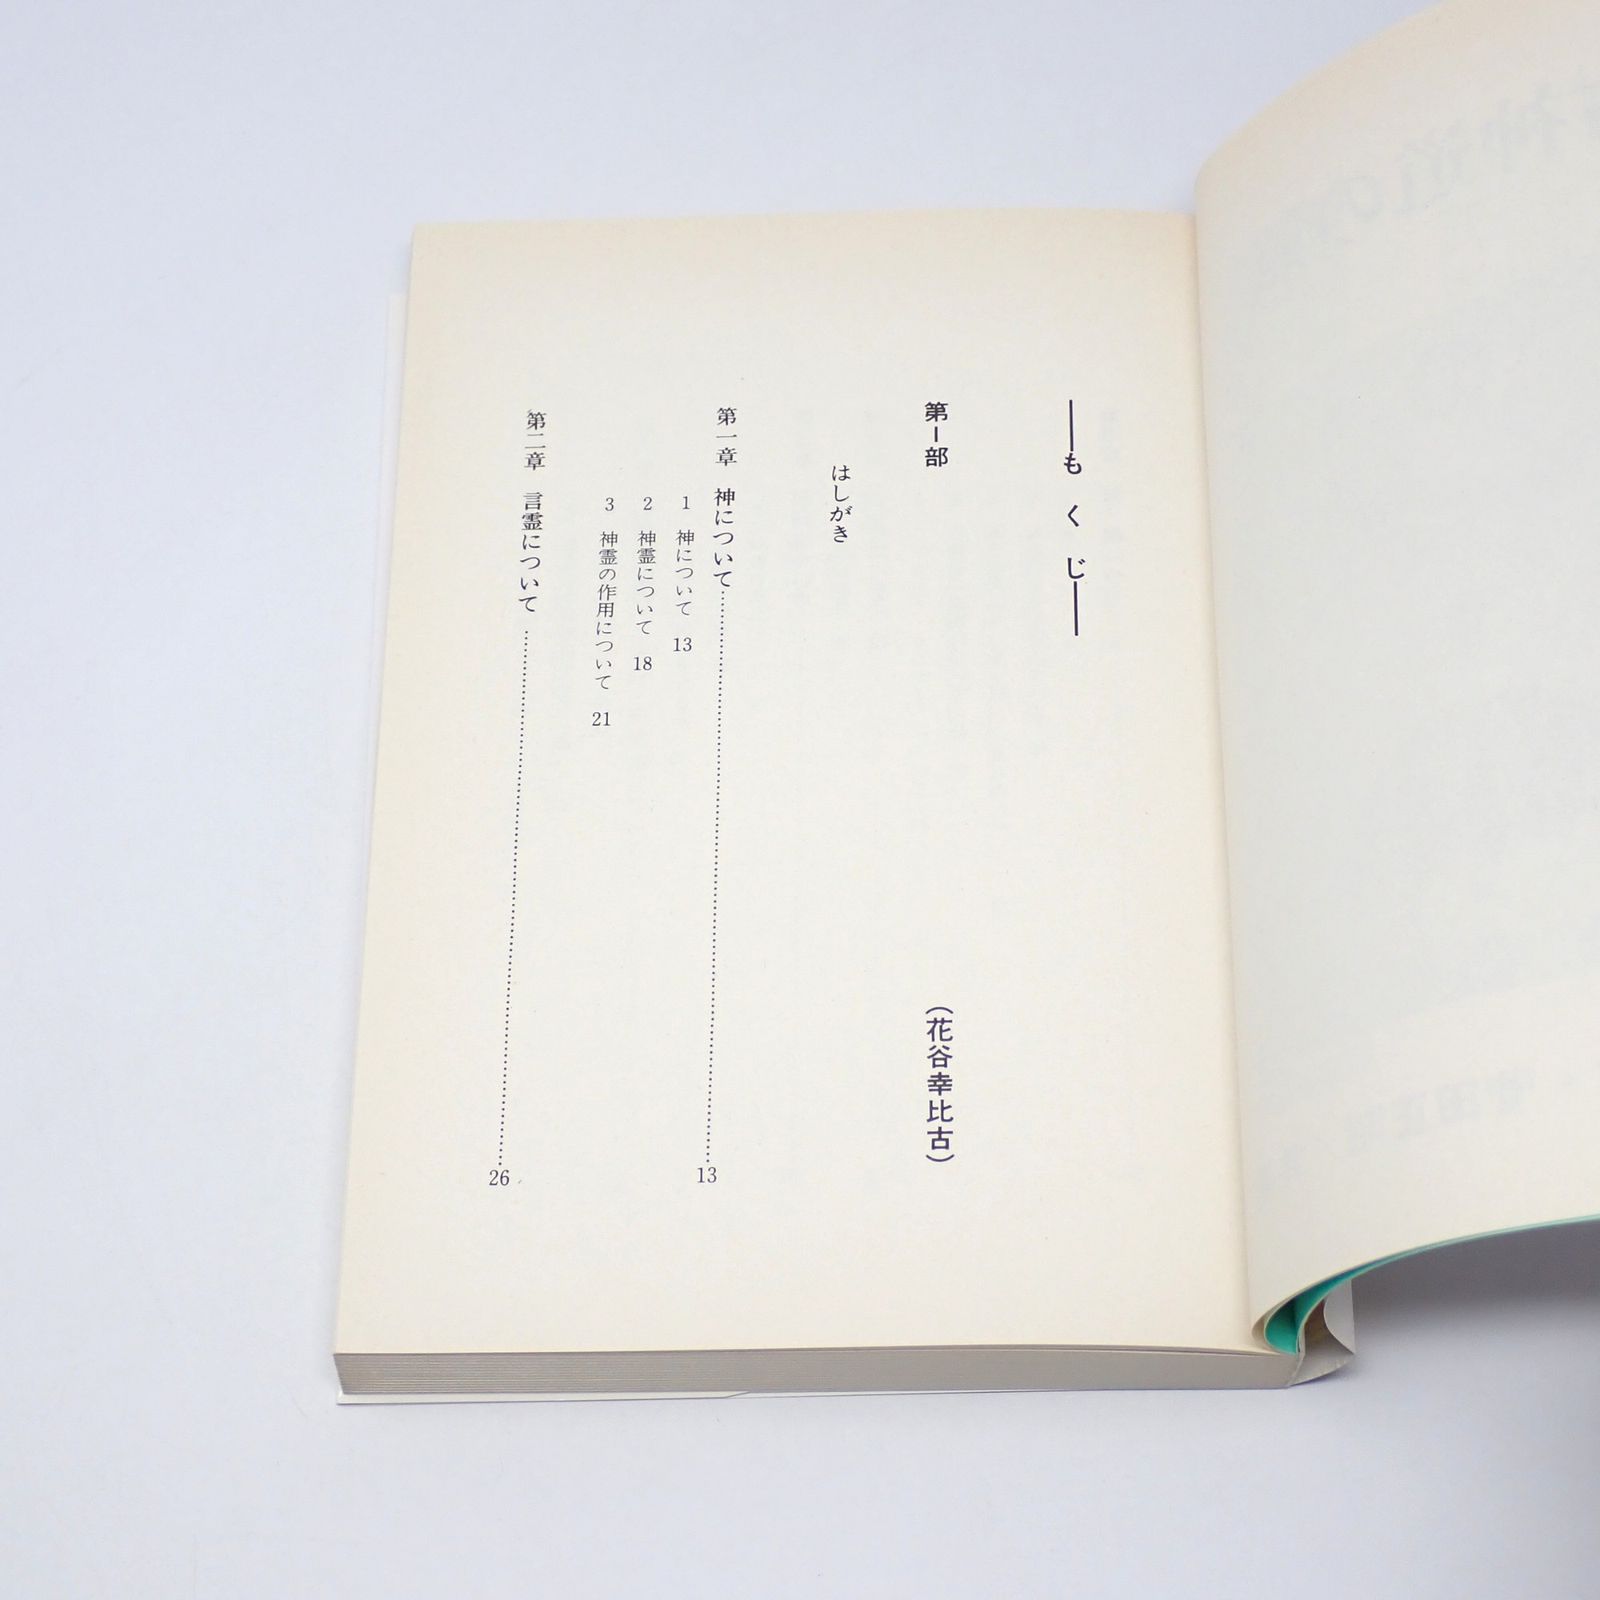 ――もくじ――
第Ⅰ部 （花谷幸比古）
はしがき
第一章 神について……………13
1 神について 13
2 神霊について 18
3 神霊の作用について 21
第二章 言霊について……………26